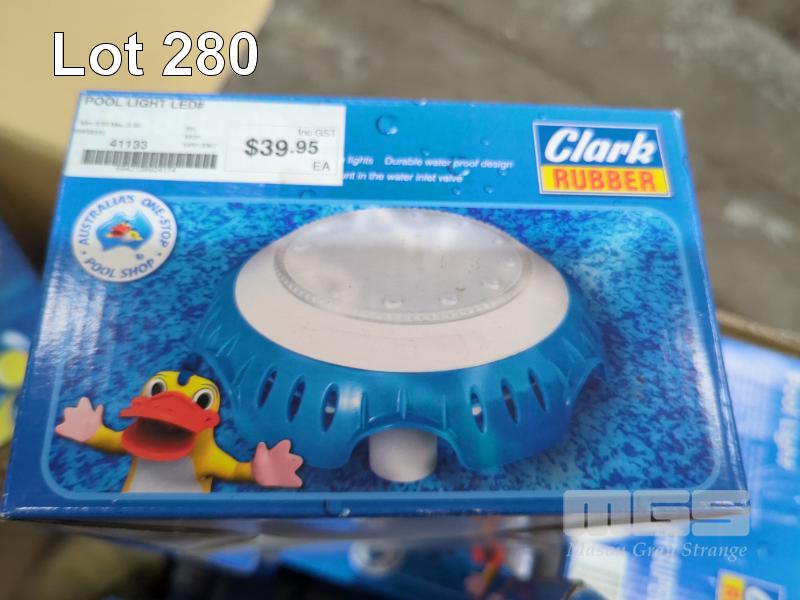 Lot 280
POOL LIGHT LED#
41133
Inc GST
$39.95
EA
Clark
RUBBER
lights Durable water proof design
in the water inlet valve
AUSTRALIA'S ONE-STOP
POOL SHOP
MGS
Mason Gray Strange